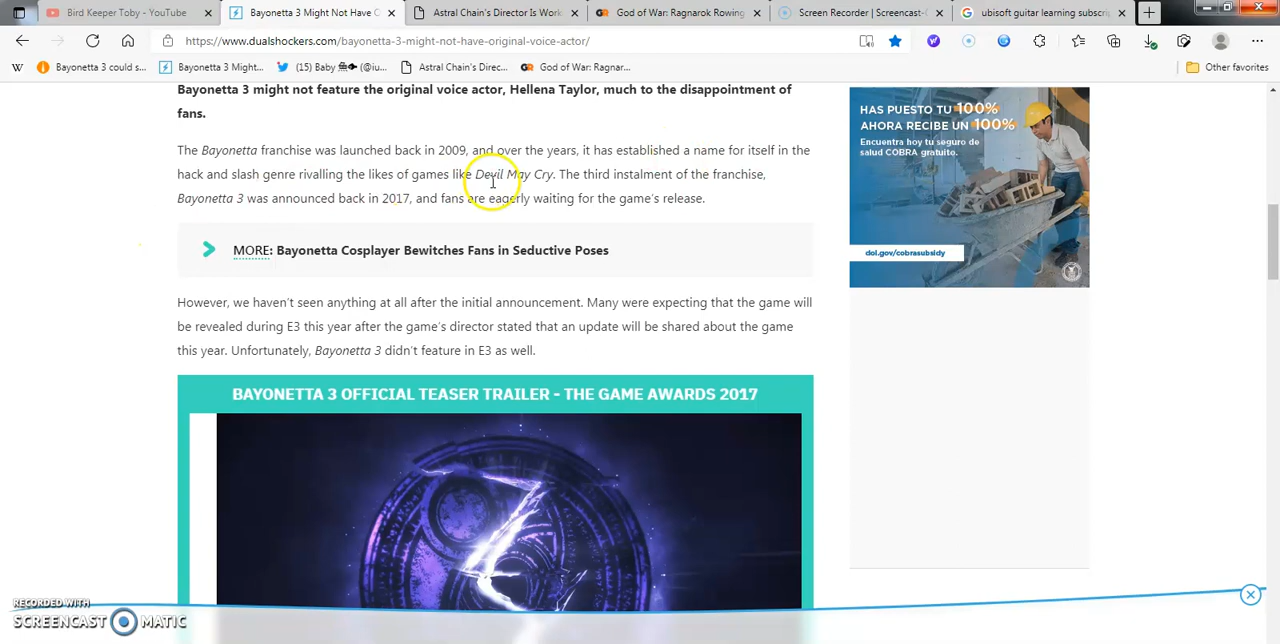 Bird Keeper Toby - YouTube
Bayonetta 3 Might Not Have C
Astral Chain's Director Is Work
God of War: Ragnarok Rowing
Screen Recorder | Screencast-
ubisoft guitar learning subscri
https://www.dualshockers.com/bayonetta-3-might-not-have-original-voice-actor/
W
Bayonetta 3 could s...
Bayonetta 3 Might...
(15) Baby
(@iu...
Astral Chain's Direc...
God of War: Ragnar...
Other favorites
Bayonetta 3 might not feature the original voice actor, Hellena Taylor, much to the disappointment of
fans.
The Bayonetta franchise was launched back in 2009, and over the years, it has established a name for itself in the
hack and slash genre rivalling the likes of games like Devil May Cry. The third instalment of the franchise,
Bayonetta 3 was announced back in 2017, and fans are eagerly waiting for the game's release.
MORE: Bayonetta Cosplayer Bewitches Fans in Seductive Poses
However, we haven't seen anything at all after the initial announcement. Many were expecting that the game will
be revealed during E3 this year after the game's director stated that an update will be shared about the game
this year. Unfortunately, Bayonetta 3 didn't feature in E3 as well.
BAYONETTA 3 OFFICIAL TEASER TRAILER - THE GAME AWARDS 2017
HAS PUESTO TU 100%
AHORA RECIBE UN 100%
Encuentra hoy tu seguro de
salud COBRA gratuito.
dol.gov/cobrasubsidy
RECORDED WITH
SCREENCAST MATIC